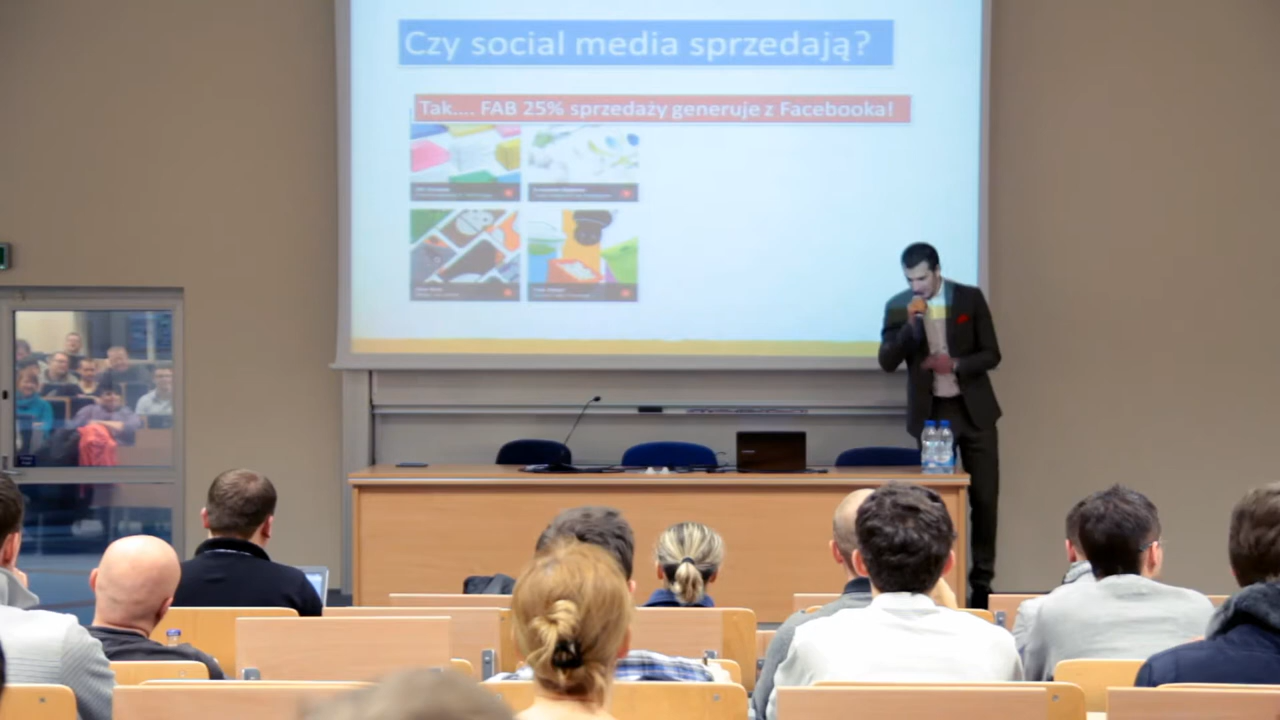 Czy social media sprzedają?
Tak.... FAB 25% sprzedaży generuje z Facebooka!